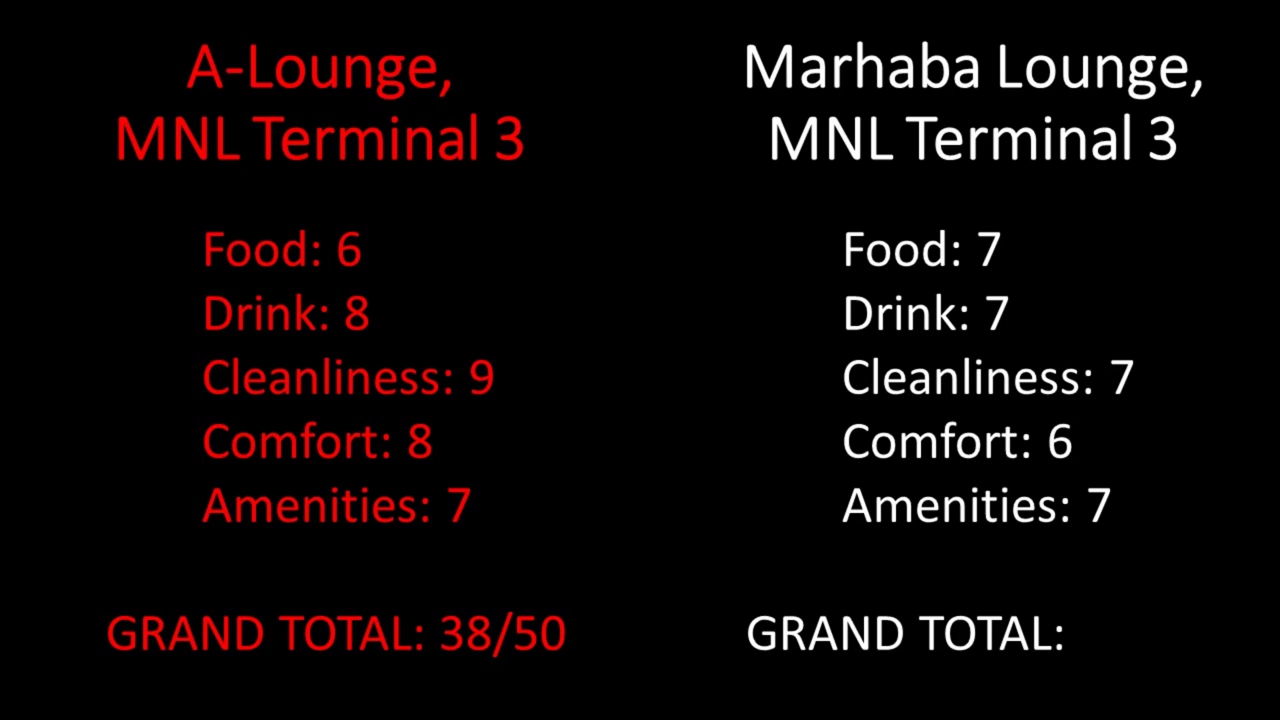 A-Lounge,
MNL Terminal 3
Food: 6
Drink: 8
Cleanliness: 9
Comfort: 8
Amenities: 7
GRAND TOTAL: 38/50
Marhaba Lounge,
MNL Terminal 3
Food: 7
Drink: 7
Cleanliness: 7
Comfort: 6
Amenities: 7
GRAND TOTAL: